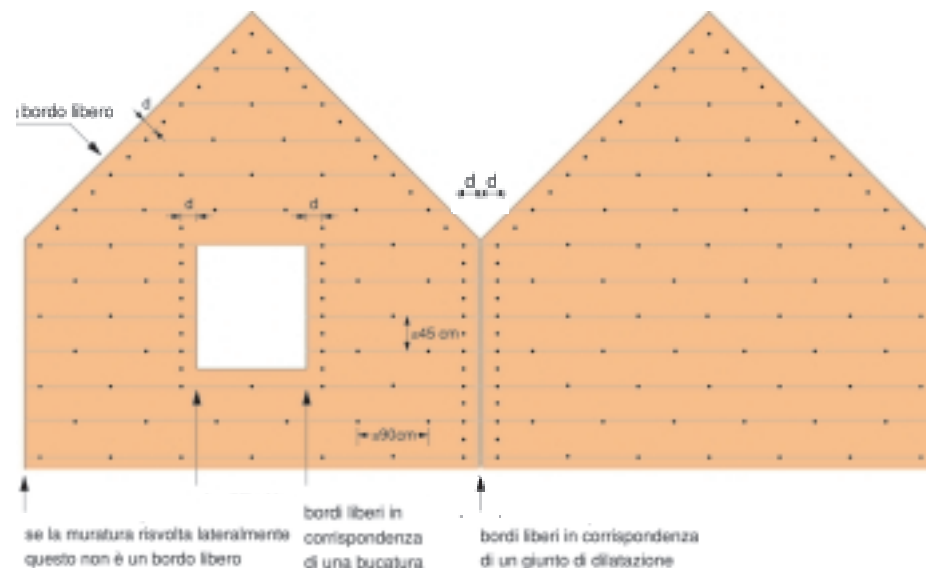 bordo libero
d
d d
d
d
≤45 cm
≤90cm
se la muratura risvolta lateralmente
questo non è un bordo libero
bordi liberi in
corrispondenza
di una bucatura
bordi liberi in corrispondenza
di un giunto di dilatazione